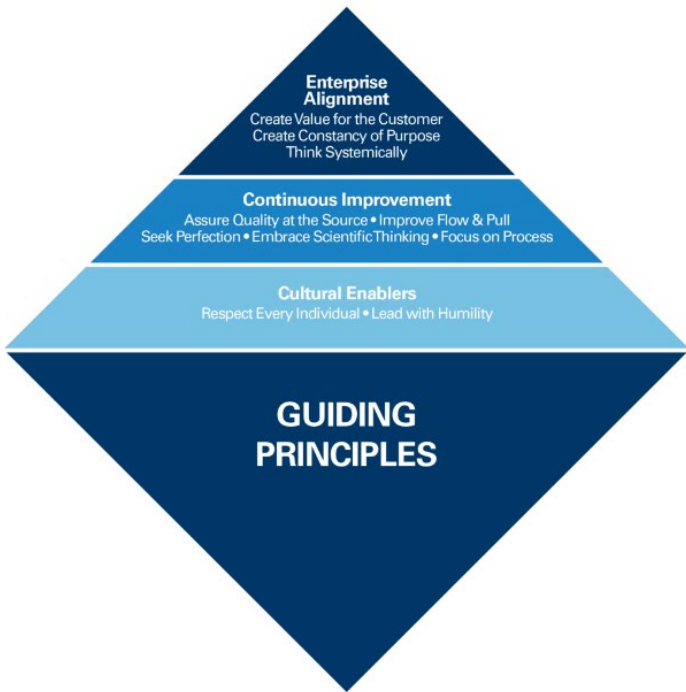 Enterprise
Alignment
Create Value for the Customer
Create Constancy of Purpose
Think Systemically
Continuous Improvement
Assure Quality at the Source • Improve Flow & Pull
Seek Perfection • Embrace Scientific Thinking • Focus on Process
Cultural Enablers
Respect Every Individual • Lead with Humility
GUIDING
PRINCIPLES